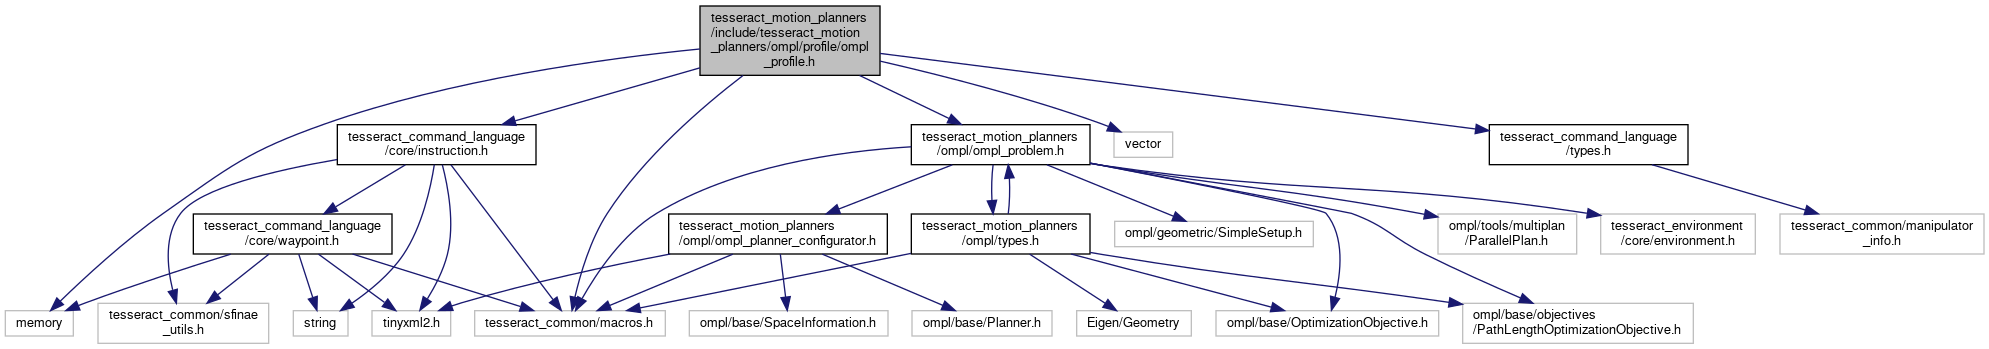 tesseract_motion_planners
/include/tesseract_motion
_planners/ompl/profile/ompl
_profile.h
tesseract_command_language
/core/instruction.h
tesseract_motion_planners
/ompl/ompl_problem.h
vector
tesseract_command_language
/types.h
tesseract_command_language
/core/waypoint.h
tesseract_motion_planners
/ompl/ompl_planner_configurator.h
tesseract_motion_planners
/ompl/types.h
ompl/geometric/SimpleSetup.h
ompl/tools/multiplan
/ParallelPlan.h
tesseract_environment
/core/environment.h
tesseract_common/manipulator
_info.h
memory
tesseract_common/sfinae
_utils.h
string
tinyxml2.h
tesseract_common/macros.h
ompl/base/SpaceInformation.h
ompl/base/Planner.h
Eigen/Geometry
ompl/base/OptimizationObjective.h
ompl/base/objectives
/PathLengthOptimizationObjective.h